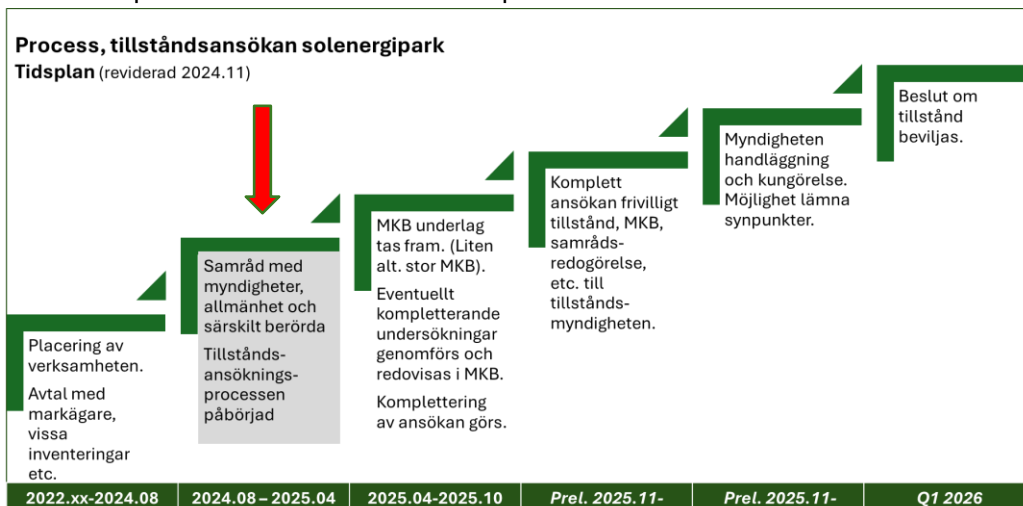 Process, tillståndsansökan solenergipark
Tidsplan (reviderad 2024.11)
Placering av
verksamheten.
Avtal med
markägare,
vissa
inventeringar
etc.
Samråd med
myndigheter,
allmänhet och
särskilt berörda
Tillstånds-
ansöknings-
processen
påbörjad
MKB underlag
tas fram. (Liten
alt. stor MKB).
Eventuellt
kompletterande
undersökningar
genomförs och
redovisas i MKB.
Komplettering
av ansökan görs.
Komplett
ansökan frivilligt
tillstånd, MKB,
samråds-
redogörelse,
etc. till
tillstånds-
myndigheten.
Myndigheten
handläggning
och kungörelse.
Möjlighet lämna
synpunkter.
Beslut om
tillstånd
beviljas.
2022.xx-2024.08
2024.08 – 2025.04
2025.04-2025.10
Prel. 2025.11-
Prel. 2025.11-
Q1 2026